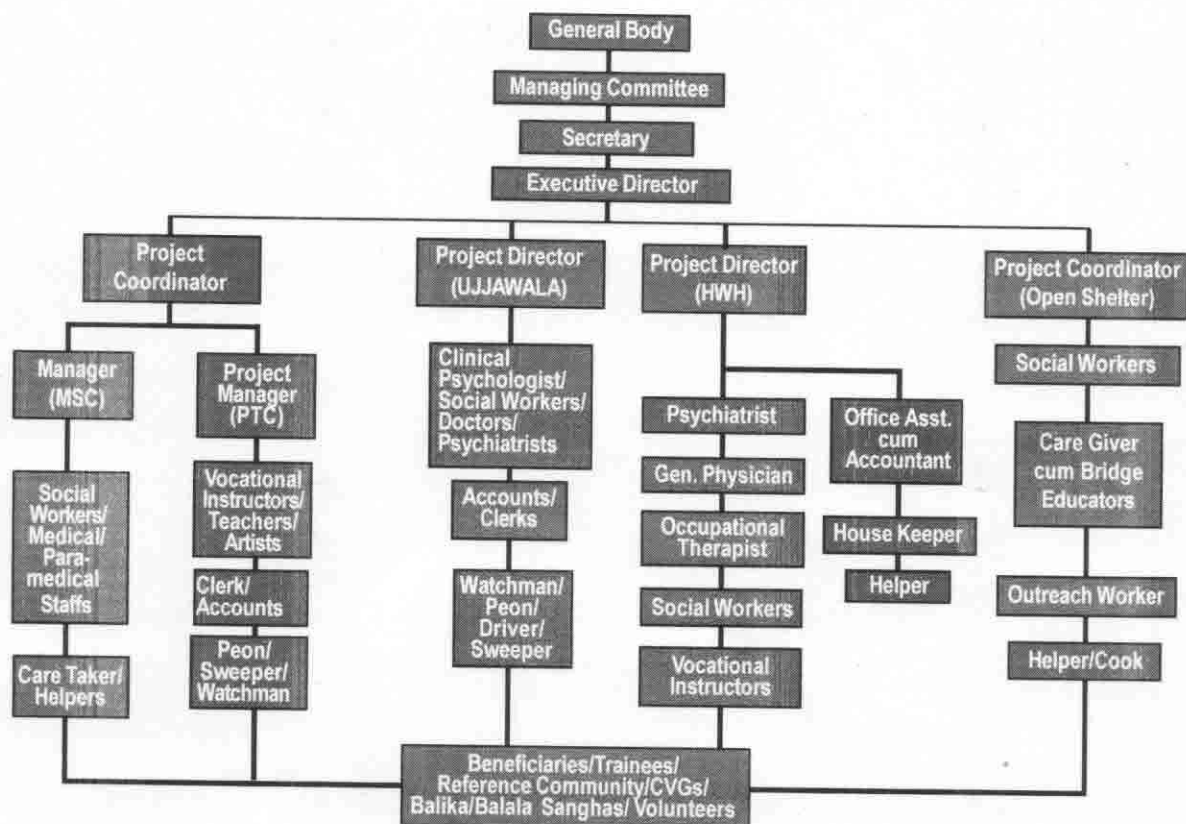 General Body
Managing Committee
Secretary
Executive Director
Project
Coordinator
Manager
(MSC)
Social
Workers/
Medical/
Para-
medical
Staffs
Care Taker/
Helpers
Project
Manager
(PTC)
Vocational
Instructors/
Teachers/
Artists
Clerk/
Accounts
Peon/
Sweeper/
Watchman
Project Director
(UJJAWALA)
Clinical
Psychologist/
Social Workers/
Doctors/
Psychiatrists
Accounts/
Clerks
Watchman/
Peon/
Driver/
Sweeper
Project Director
(HWH)
Psychiatrist
Gen. Physician
Occupational
Therapist
Social Workers
Vocational
Instructors
Office Asst.
cum
Accountant
House Keeper
Helper
Project Coordinator
(Open Shelter)
Social Workers
Care Giver
cum Bridge
Educators
Outreach Worker
Helper/Cook
Beneficiaries/Trainees/
Reference Community/CVGs/
Balika/Balala Sanghas/ Volunteers